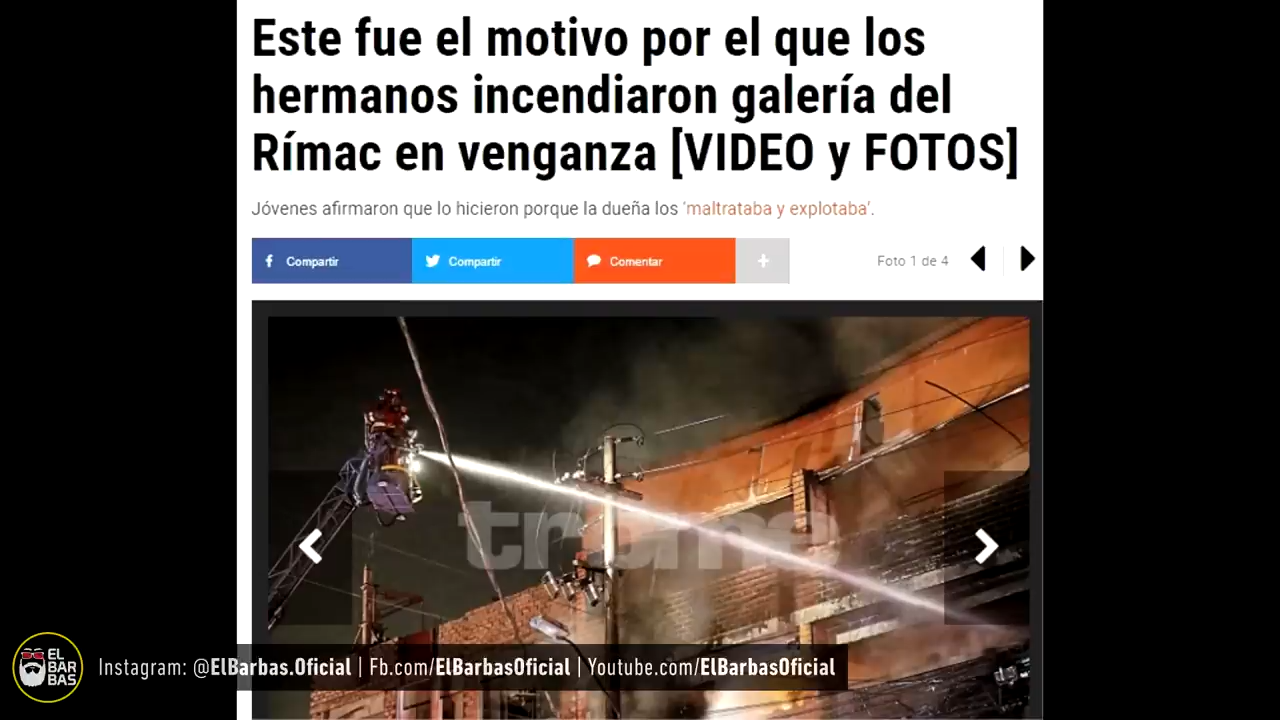 Este fue el motivo por el que los
hermanos incendiaron galería del
Rímac en venganza [VIDEO y FOTOS]
Jóvenes afirmaron que lo hicieron porque la dueña los 'maltrataba y explotaba'.
Compartir
Compartir
Comentar
+
Foto 1 de 4
trome
EL
BAR
BAS
Instagram: @ElBarbas.Oficial | Fb.com/ElBarbasOficial | Youtube.com/ElBarbasOficial